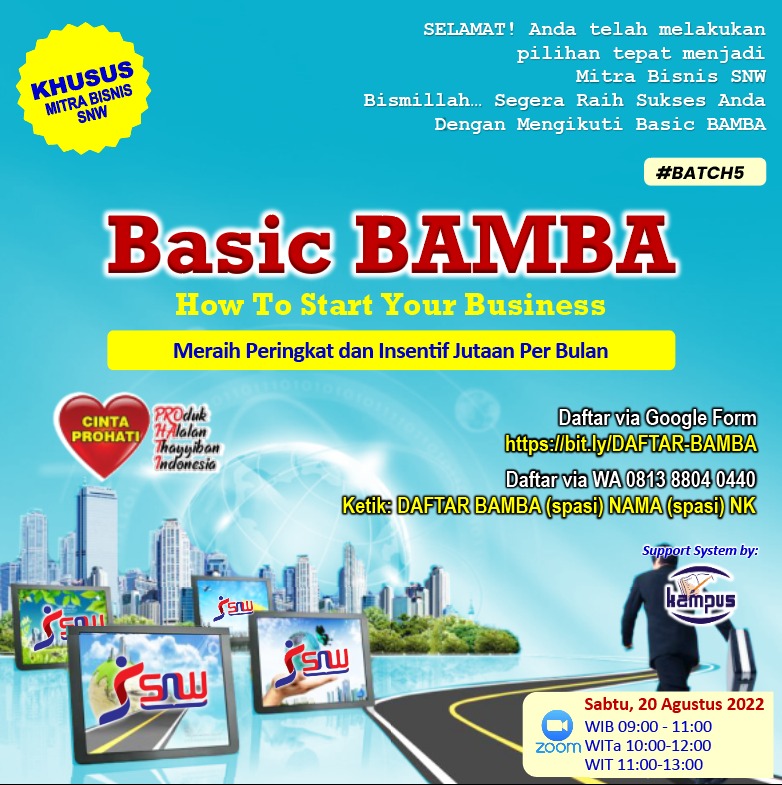 KHUSUS
MITRA BISNIS
SNW
SELAMAT! Anda telah melakukan
pilihan tepat menjadi
Mitra Bisnis SNW
Bismillah… Segera Raih Sukses Anda
Dengan Mengikuti Basic BAMBA
#BATCH5
Basic BAMBA
How To Start Your Business
Meraih Peringkat dan Insentif Jutaan Per Bulan
CINTA
PROHATI
PROduk
HAlalan
Thayyiban
Indonesia
Daftar via Google Form
https://bit.ly/DAFTAR-BAMBA
Daftar via WA 0813 8804 0440
Ketik: DAFTAR BAMBA (spasi) NAMA (spasi) NK
Support System by:
kampus
SNW
SNW
SNW
SNW
Sabtu, 20 Agustus 2022
zoom
WIB 09:00 - 11:00
WITa 10:00-12:00
WIT 11:00-13:00